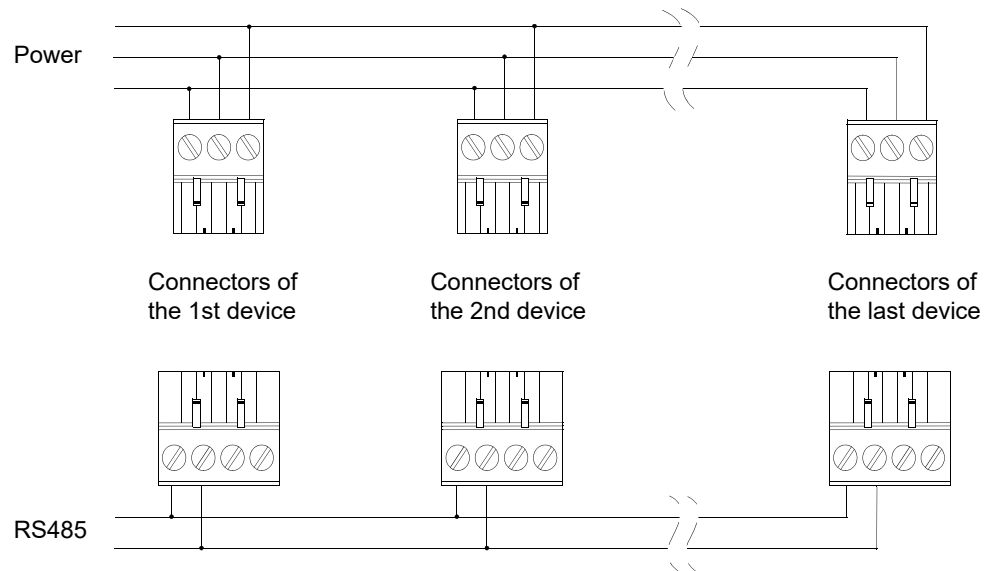 Power
Connectors of
the 1st device
Connectors of
the 2nd device
Connectors of
the last device
RS485